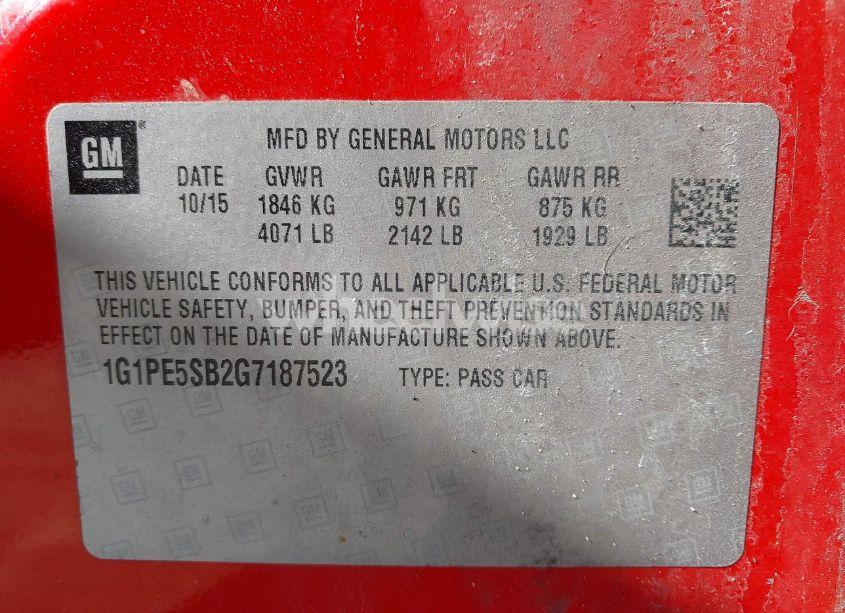 GM
MFD BY GENERAL MOTORS LLC
DATE GVWR GAWR FRT GAWR RR
10/15 1846 KG 971 KG 875 KG
4071 LB 2142 LB 1929 LB
THIS VEHICLE CONFORMS TO ALL APPLICABLE U.S. FEDERAL MOTOR
VEHICLE SAFETY, BUMPER, AND THEFT PREVENTION STANDARDS IN
EFFECT ON THE DATE OF MANUFACTURE SHOWN ABOVE.
1G1PE5SB2G7187523 TYPE: PASS CAR